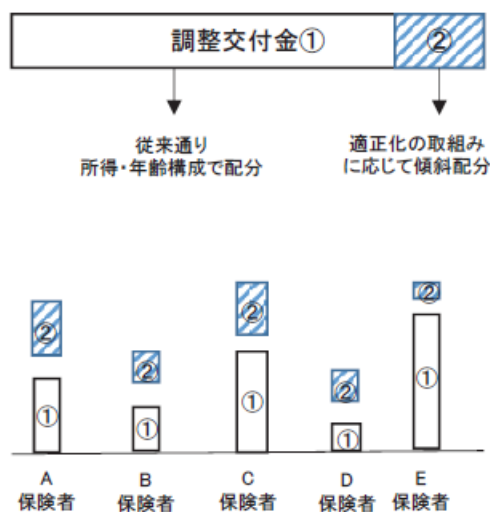 調整交付金①
②
従来通り
所得・年齢構成で配分
適正化の取組み
に応じて傾斜配分
②
①
②
①
②
①
②
①
②
①
A
保険者
B
保険者
C
保険者
D
保険者
E
保険者